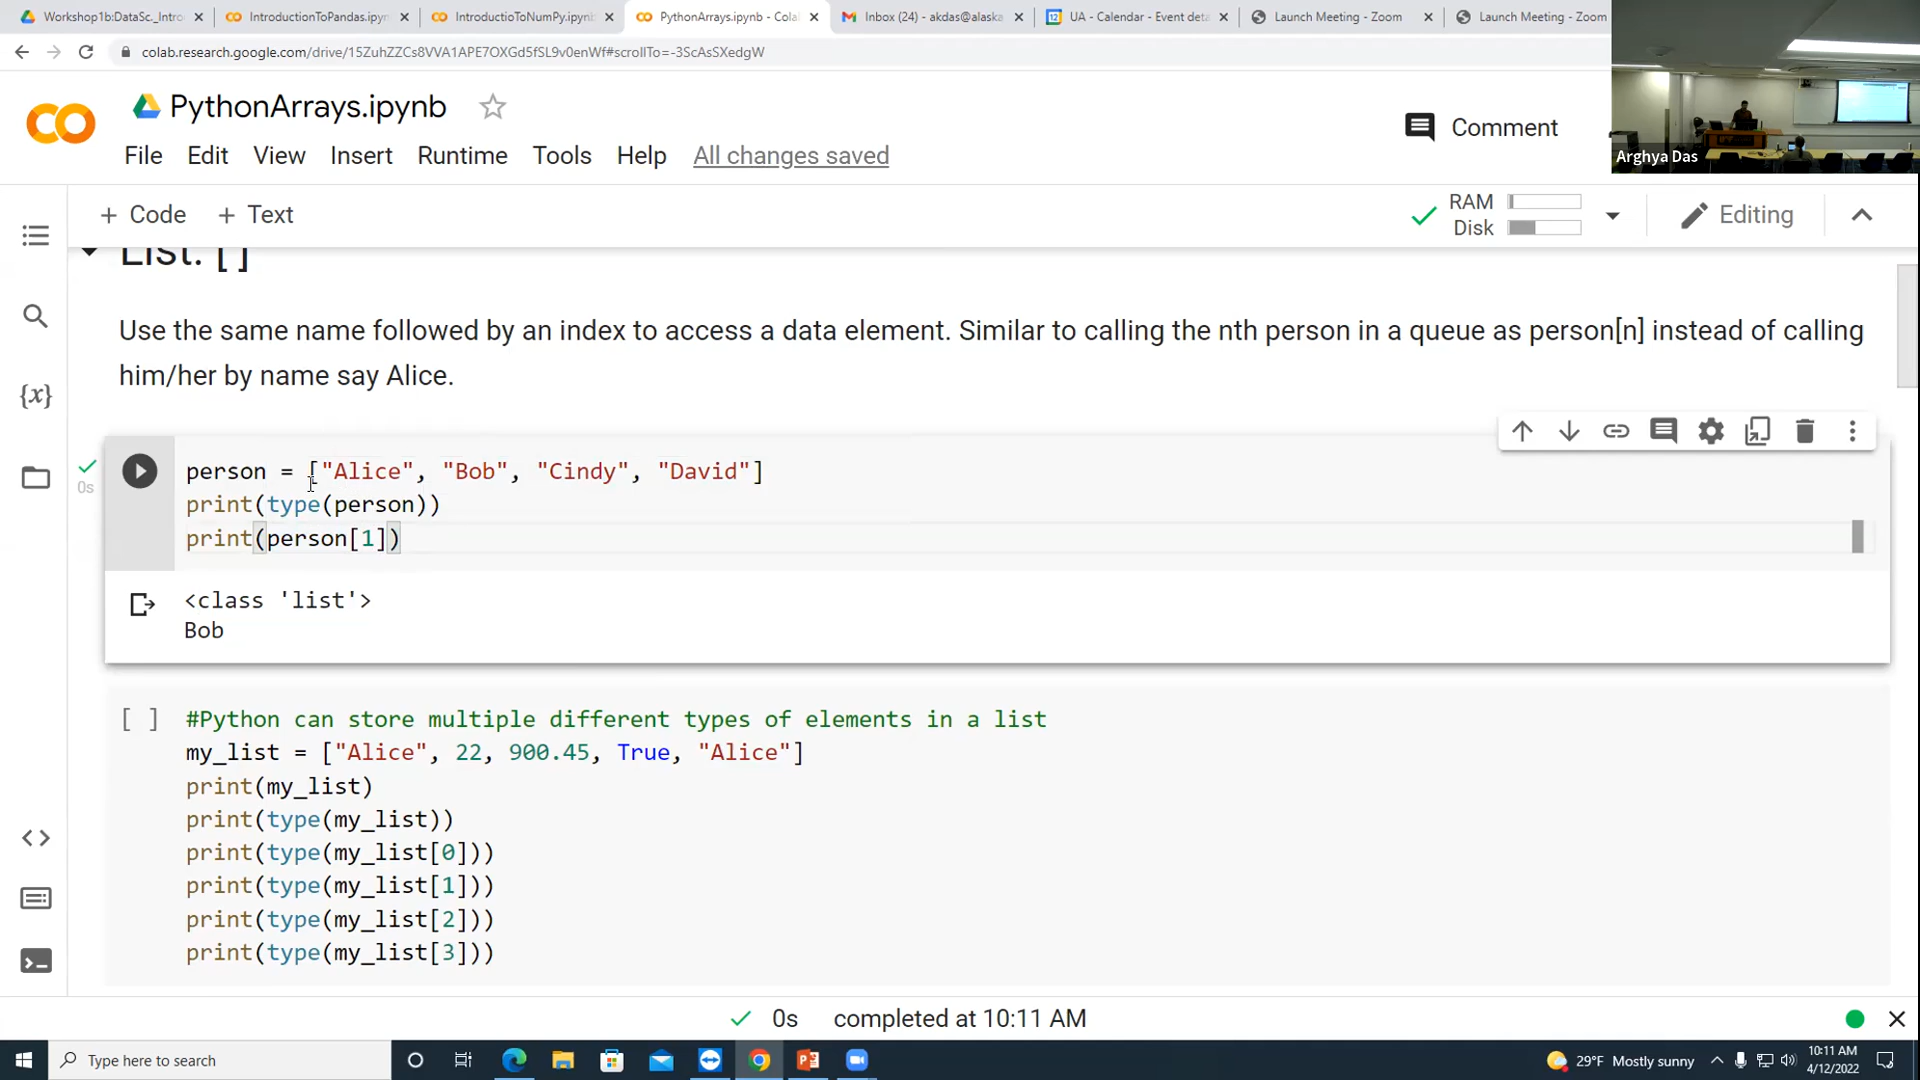 Workshop1b:DataSc._Intro
IntroductionToPandas.ipyn
IntroductioToNumPy.ipynb
PythonArrays.ipynb - Cola
Inbox (24) - akdas@alaska
UA - Calendar - Event deta
Launch Meeting - Zoom
Launch Meeting - Zoom
colab.research.google.com/drive/15ZuhZZCs8VVA1APE7OXGd5fSL9v0enWf#scrollTo=-3ScAsSXedgW
PythonArrays.ipynb
Comment
Arghya Das
File Edit View Insert Runtime Tools Help All changes saved
+ Code + Text
RAM
Disk
Editing
List: [ ]
Use the same name followed by an index to access a data element. Similar to calling the nth person in a queue as person[n] instead of calling
him/her by name say Alice.
0s
person = ["Alice", "Bob", "Cindy", "David"]
print(type(person))
print(person[1])
<class 'list'>
Bob
[ ]
#Python can store multiple different types of elements in a list
my_list = ["Alice", 22, 900.45, True, "Alice"]
print(my_list)
print(type(my_list))
print(type(my_list[0]))
print(type(my_list[1]))
print(type(my_list[2]))
print(type(my_list[3]))
0s completed at 10:11 AM
Type here to search
29°F Mostly sunny
10:11 AM
4/12/2022